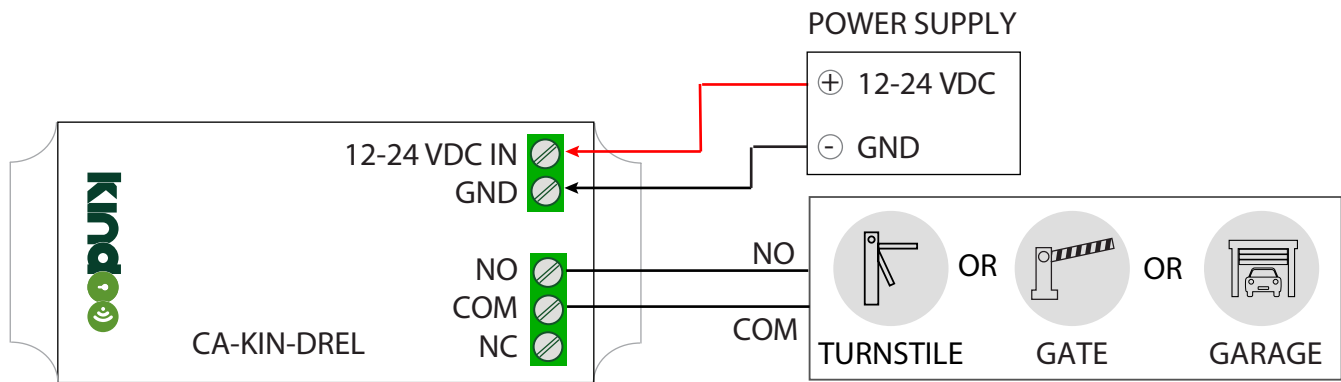 POWER SUPPLY
+ 12-24 VDC
- GND
12-24 VDC IN
GND
NO
COM
NC
kindoo
CA-KIN-DREL
NO
COM
OR
OR
TURNSTILE
GATE
GARAGE